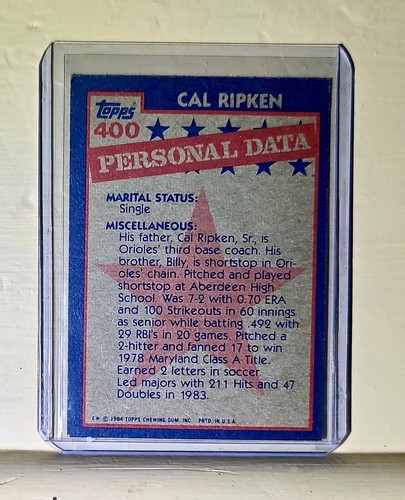 CAL RIPKEN
Topps
400
PERSONAL DATA
MARITAL STATUS:
Single
MISCELLANEOUS:
His father, Cal Ripken, Sr., is
Orioles' third base coach. His
brother, Billy, is shortstop in Ori-
oles' chain. Pitched and played
shortstop at Aberdeen High
School. Was 7-2 with 0.70 ERA
and 100 Strikeouts in 60 innings
as senior while batting .492 with
29 RBI's in 20 games. Pitched a
2-hitter and fanned 17 to win
1978 Maryland Class A Title.
Earned 2 letters in soccer.
Led majors with 211 Hits and 47
Doubles in 1983.
© 1984 TOPPS CHEWING GUM, INC. PRTD. IN U.S.A.